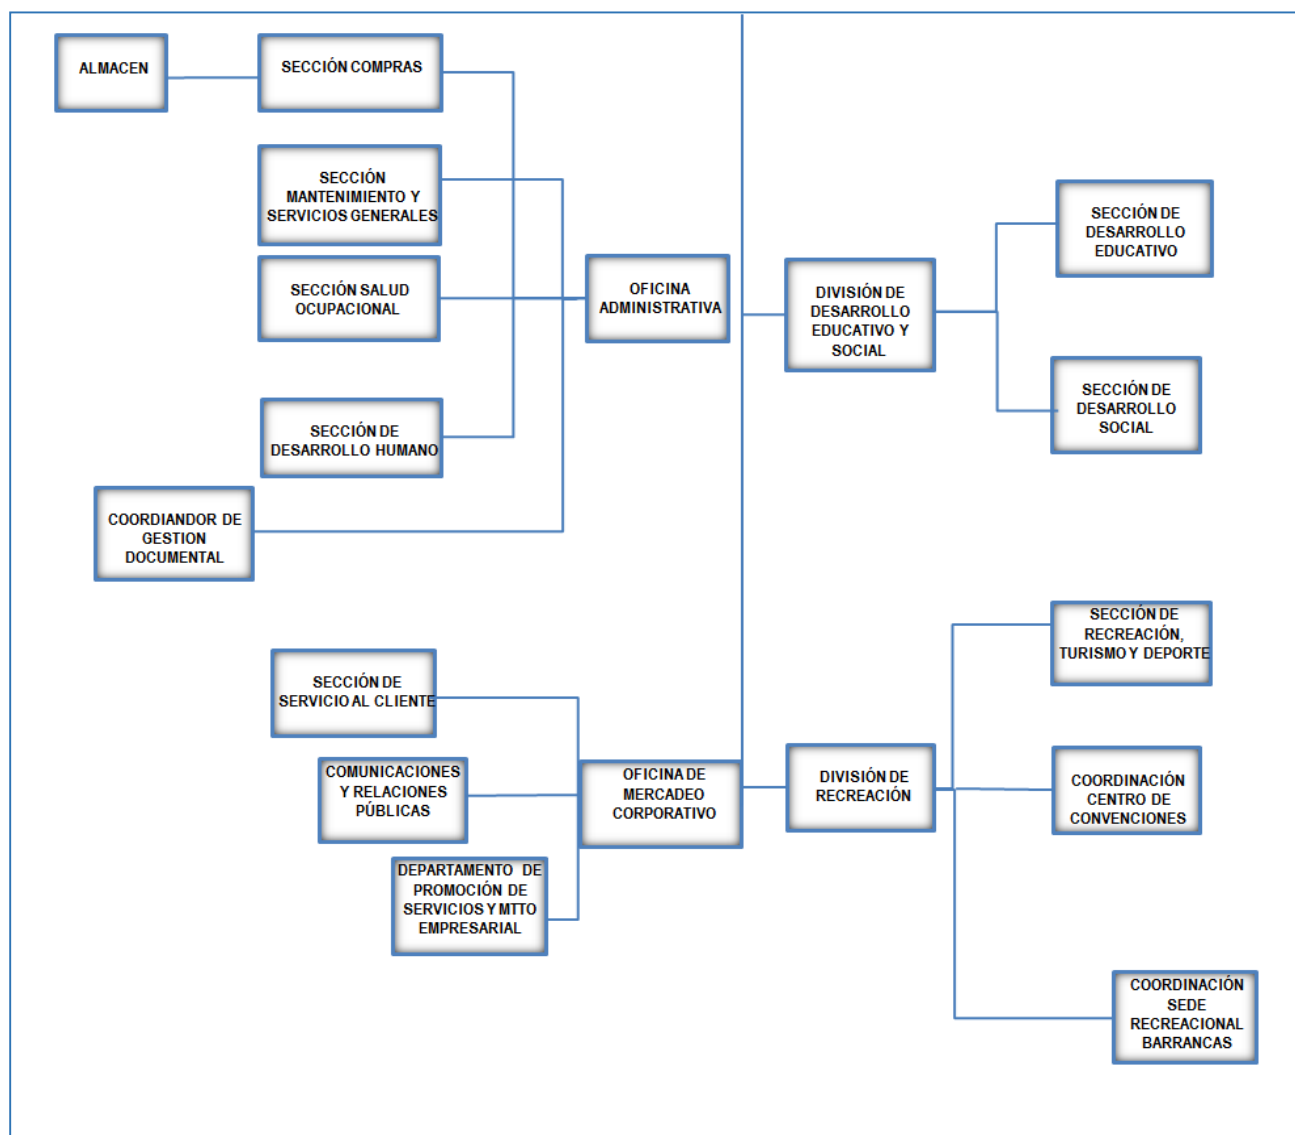 ALMACEN
SECCIÓN COMPRAS
SECCIÓN
MANTENIMIENTO Y
SERVICIOS GENERALES
SECCIÓN SALUD
OCUPACIONAL
OFICINA
ADMINISTRATIVA
SECCIÓN DE
DESARROLLO HUMANO
COORDIANDOR DE
GESTION
DOCUMENTAL
DIVISIÓN DE
DESARROLLO
EDUCATIVO Y
SOCIAL
SECCIÓN DE
DESARROLLO
EDUCATIVO
SECCIÓN DE
DESARROLLO
SOCIAL
SECCIÓN DE
SERVICIO AL CLIENTE
COMUNICACIONES
Y RELACIONES
PÚBLICAS
DEPARTAMENTO DE
PROMOCIÓN DE
SERVICIOS Y MTTO
EMPRESARIAL
OFICINA DE
MERCADEO
CORPORATIVO
DIVISIÓN DE
RECREACIÓN
SECCIÓN DE
RECREACIÓN,
TURISMO Y DEPORTE
COORDINACIÓN
CENTRO DE
CONVENCIONES
COORDINACIÓN
SEDE
RECREACIONAL
BARRANCAS